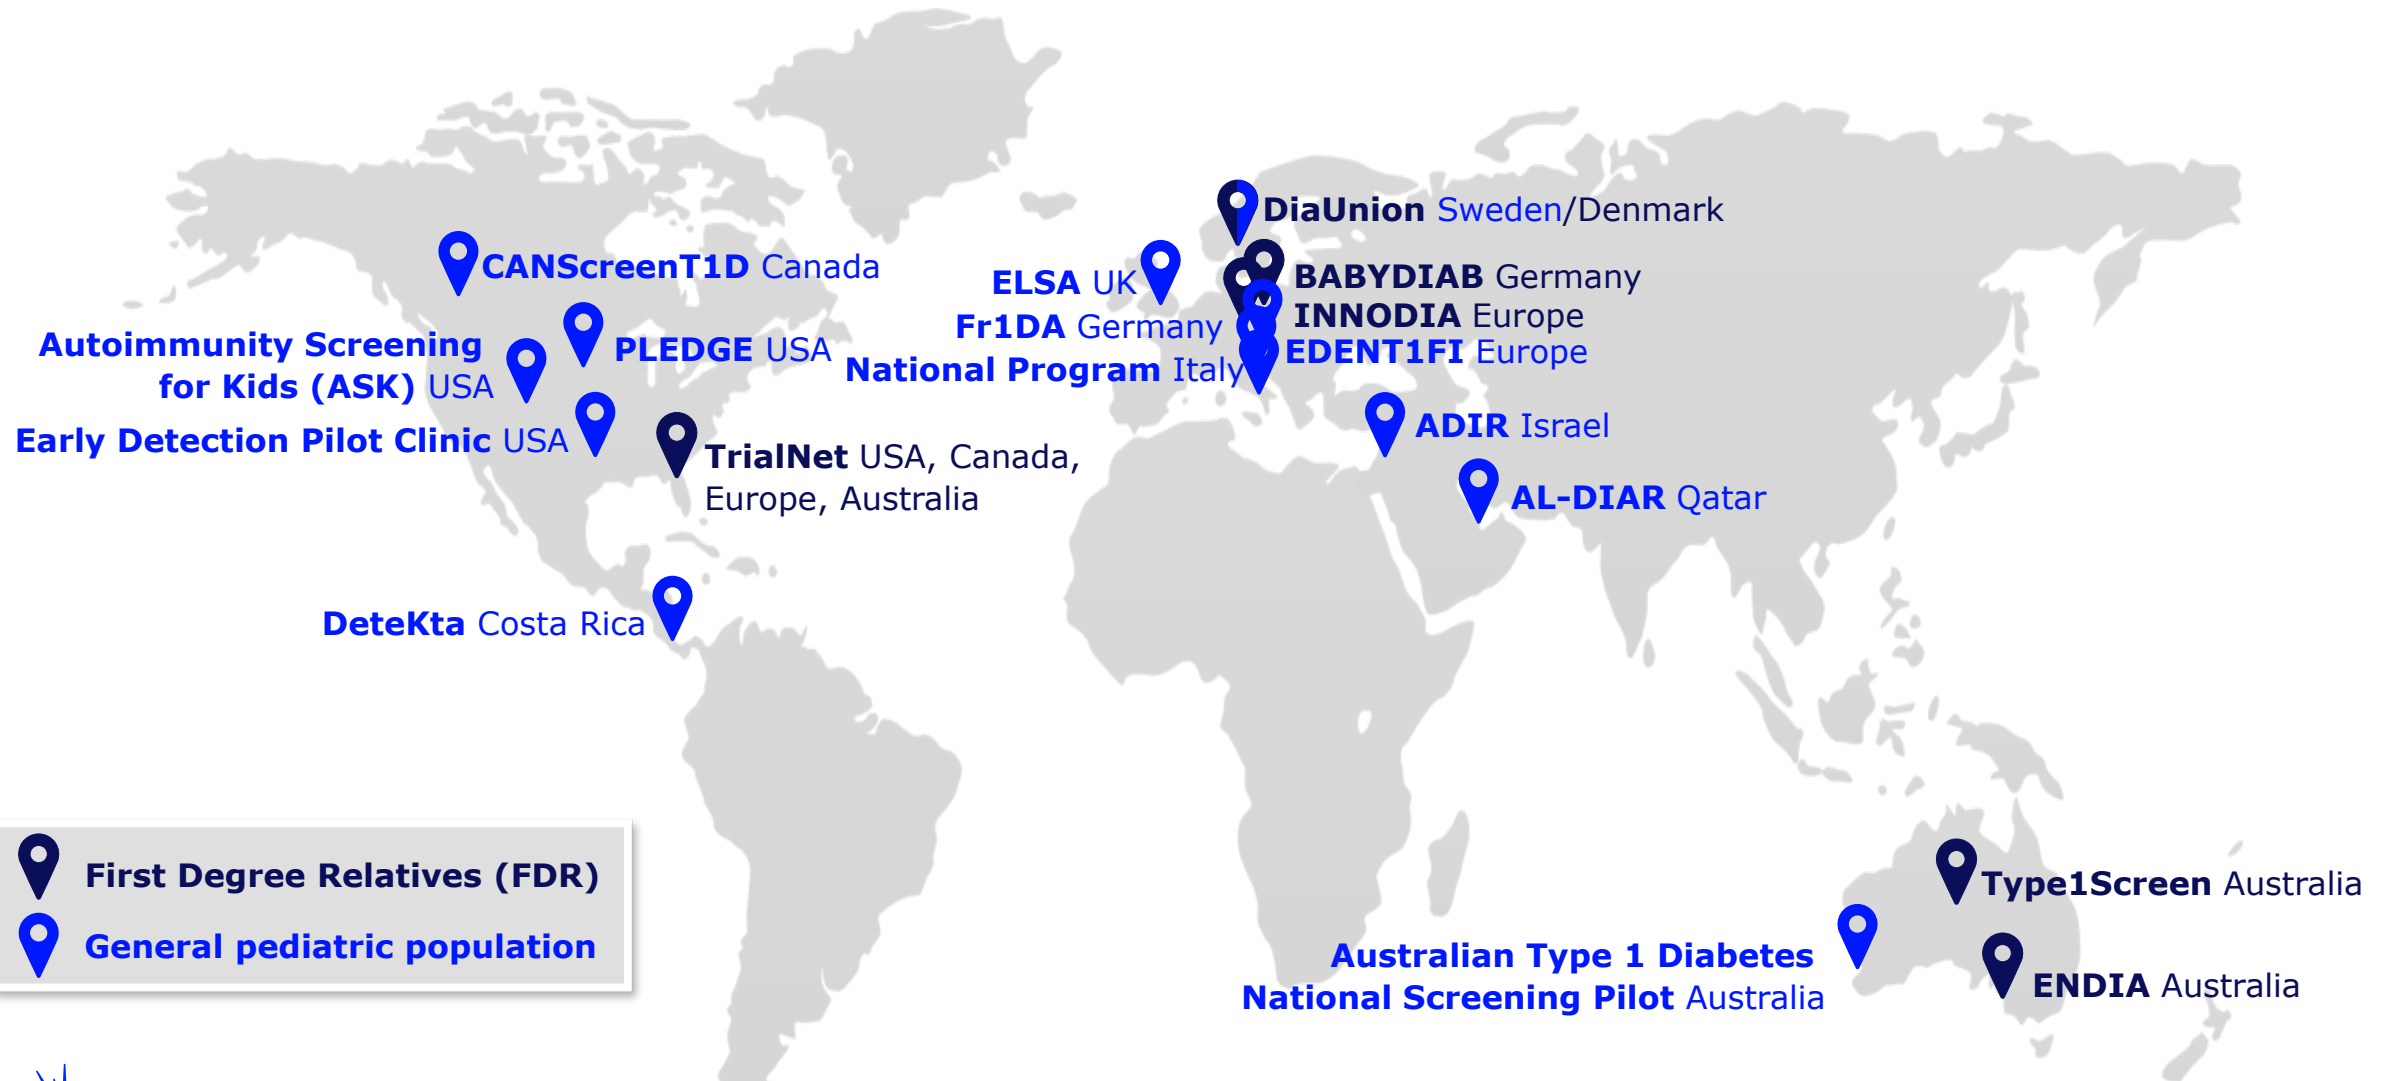 DiaUnion Sweden/Denmark
CANScreenT1D Canada
ELSA UK
BABYDIAB Germany
INNODIA Europe
Fr1DA Germany
Autoimmunity Screening
for Kids (ASK) USA
PLEDGE USA
EDENT1FI Europe
National Program Italy
Early Detection Pilot Clinic USA
TrialNet USA, Canada,
Europe, Australia
ADIR Israel
AL-DIAR Qatar
DeteKta Costa Rica
First Degree Relatives (FDR)
General pediatric population
Type1Screen Australia
Australian Type 1 Diabetes
National Screening Pilot Australia
ENDIA Australia